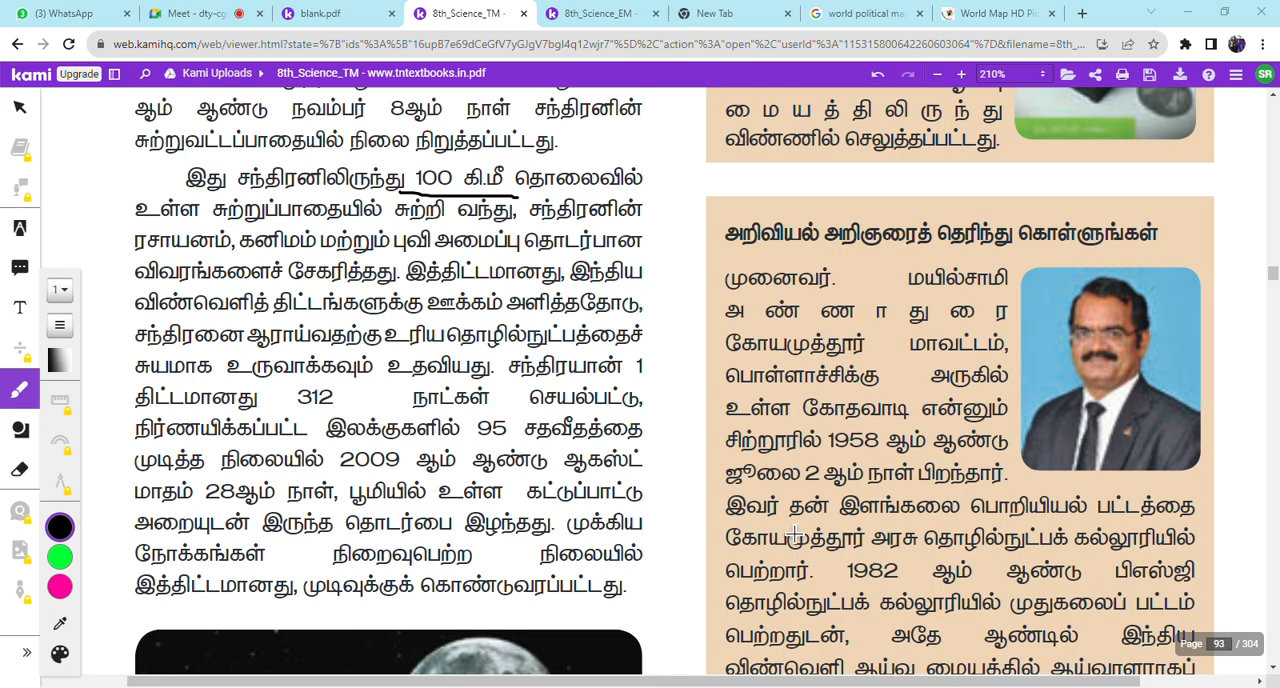 (3) WhatsApp
Meet - dty-cgr
blank.pdf
8th_Science_TM -
8th_Science_EM -
New Tab
world political ma
World Map HD Pic
web.kamihq.com/web/viewer.html?state=%7B"ids"%3A%5B"16upB7e69dCeGfV7yGJgV7bgI4q12wjr7"%5D%2C"action"%3A"open"%2C"userId"%3A"115315800642260603064"%7D&filename=8th_...
kami Upgrade Kami Uploads 8th_Science_TM - www.tntextbooks.in.pdf 210% SR
ஆம் ஆண்டு நவம்பர் 8ஆம் நாள் சந்திரனின்
சுற்றுவட்டப்பாதையில் நிலை நிறுத்தப்பட்டது.
இது சந்திரனிலிருந்து 100 கி.மீ தொலைவில்
உள்ள சுற்றுப்பாதையில் சுற்றி வந்து, சந்திரனின்
ரசாயனம், கனிமம் மற்றும் புவி அமைப்பு தொடர்பான
விவரங்களைச் சேகரித்தது. இத்திட்டமானது, இந்திய
விண்வெளித் திட்டங்களுக்கு ஊக்கம் அளித்ததோடு,
சந்திரனை ஆராய்வதற்கு உரிய தொழில்நுட்பத்தைச்
சுயமாக உருவாக்கவும் உதவியது. சந்திரயான் 1
திட்டமானது 312 நாட்கள் செயல்பட்டு,
நிர்ணயிக்கப்பட்ட இலக்குகளில் 95 சதவீதத்தை
முடித்த நிலையில் 2009 ஆம் ஆண்டு ஆகஸ்ட்
மாதம் 28ஆம் நாள், பூமியில் உள்ள கட்டுப்பாட்டு
அறையுடன் இருந்த தொடர்பை இழந்தது. முக்கிய
நோக்கங்கள் நிறைவுபெற்ற நிலையில்
இத்திட்டமானது, முடிவுக்குக் கொண்டுவரப்பட்டது.
மையத்திலிருந்து
விண்ணில் செலுத்தப்பட்டது.
அறிவியல் அறிஞரைத் தெரிந்து கொள்ளுங்கள்
முனைவர். மயில்சாமி
அண்ணாதுரை
கோயமுத்தூர் மாவட்டம்,
பொள்ளாச்சிக்கு அருகில்
உள்ள கோதவாடி என்னும்
சிற்றூரில் 1958 ஆம் ஆண்டு
ஜூலை 2 ஆம் நாள் பிறந்தார்.
இவர் தன் இளங்கலை பொறியியல் பட்டத்தை
கோயமுத்தூர் அரசு தொழில்நுட்பக் கல்லூரியில்
பெற்றார். 1982 ஆம் ஆண்டு பிஎஸ்ஜி
தொழில்நுட்பக் கல்லூரியில் முதுகலைப் பட்டம்
பெற்றதுடன், அதே ஆண்டில் இந்திய
விண்வெளி ஆய்வு மையத்தில் ஆய்வாளராகப்
1
Page 93 / 304